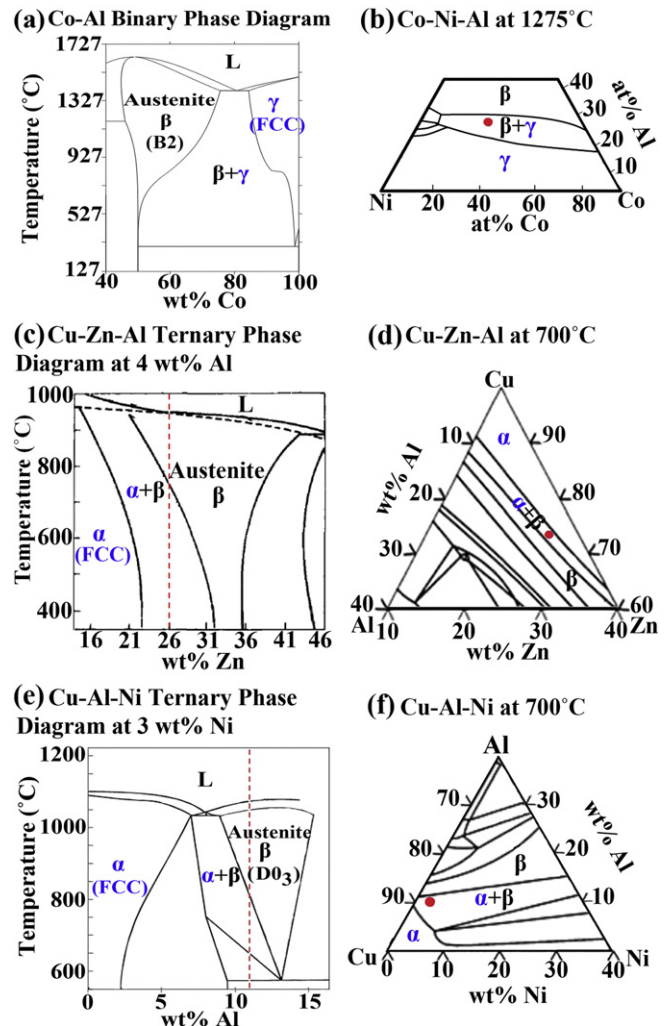 (a) Co-Al Binary Phase Diagram
1727
1327
927
527
127
Temperature (˚C)
L
Austenite
β
(B2)
γ
(FCC)
β+γ
40 60 80 100
wt% Co
(b) Co-Ni-Al at 1275˚C
β
β+γ
γ
40
30
20
10
at% Al
Ni
20 40 60 80
Co
at% Co
(c) Cu-Zn-Al Ternary Phase
Diagram at 4 wt% Al
1000
800
600
400
Temperature (˚C)
L
Austenite
β
α+β
α
(FCC)
14 16 21 26 31 36 41 46
wt% Zn
(d) Cu-Zn-Al at 700˚C
Cu
α
10
90
wt% Al
20
80
α+β
30
70
β
40
60
Al
Zn
10 20 30 40
wt% Zn
(e) Cu-Al-Ni Ternary Phase
Diagram at 3 wt% Ni
1200
1000
800
600
Temperature (˚C)
L
Austenite
β
(D0₃)
α
(FCC)
α+β
0 5 10 15
wt% Al
(f) Cu-Al-Ni at 700˚C
Al
70
30
80
20
wt% Al
β
90
10
α+β
α
Cu
Ni
0 10 20 30 40
wt% Ni